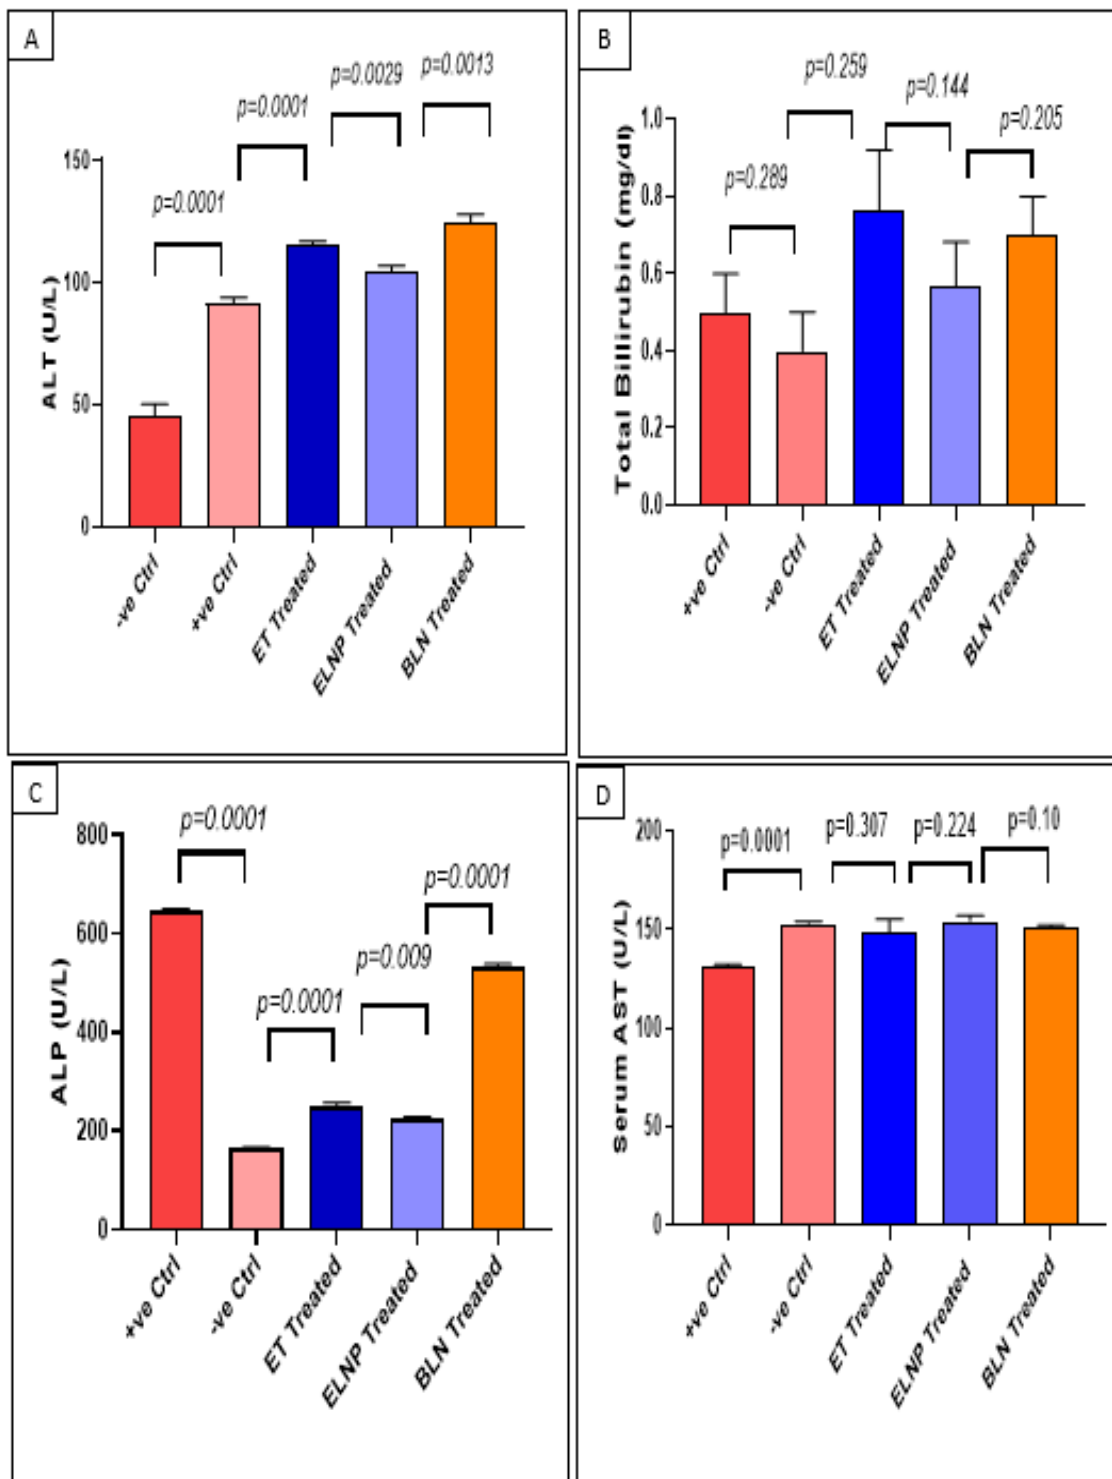 A
p=0.0001
p=0.0001
p=0.0029
p=0.0013
ALT (U/L)
150
100
50
0
-ve Ctrl
+ve Ctrl
ET Treated
ELNP Treated
BLN Treated
B
p=0.289
p=0.259
p=0.144
p=0.205
Total Billirubin (mg/dl)
1.0
0.8
0.6
0.4
0.2
0.0
+ve Ctrl
-ve Ctrl
ET Treated
ELNP Treated
BLN Treated
C
p=0.0001
p=0.0001
p=0.009
p=0.0001
ALP (U/L)
800
600
400
200
0
+ve Ctrl
-ve Ctrl
ET Treated
ELNP Treated
BLN Treated
D
p=0.0001
p=0.307
p=0.224
p=0.10
Serum AST (U/L)
200
150
100
50
0
+ve Ctrl
-ve Ctrl
ET Treated
ELNP Treated
BLN Treated